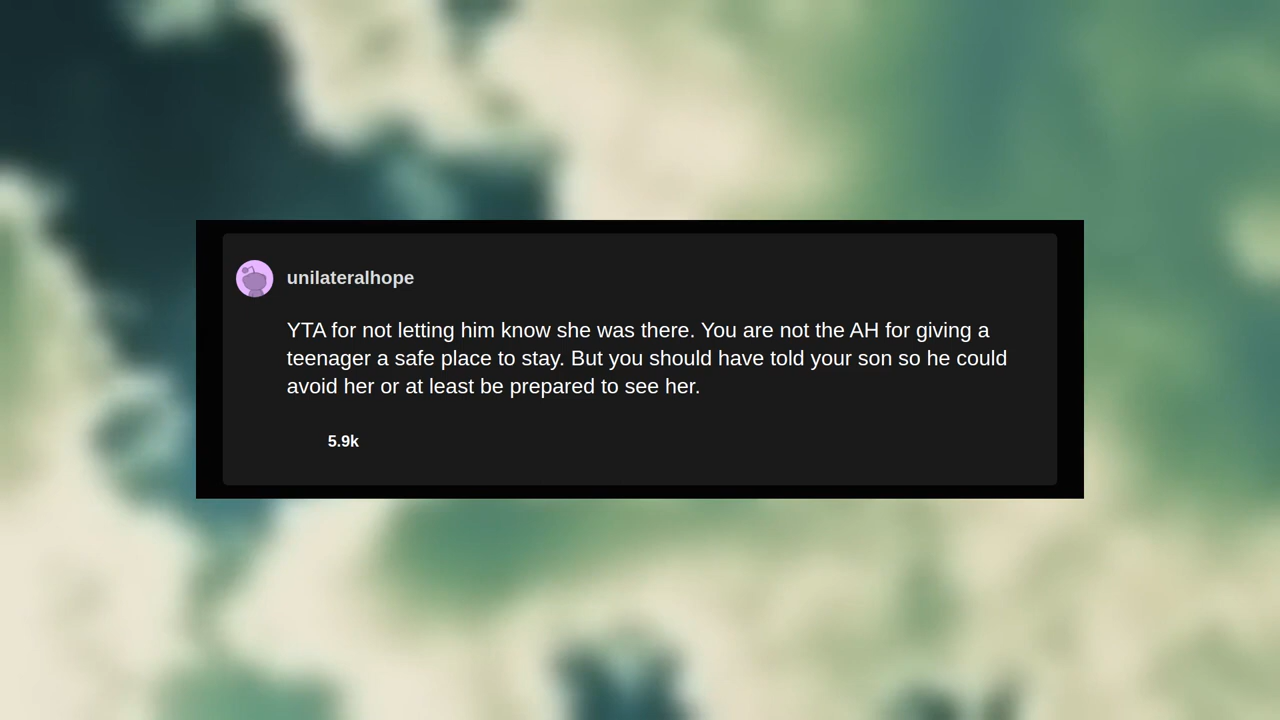 unilateralhope
YTA for not letting him know she was there. You are not the AH for giving a
teenager a safe place to stay. But you should have told your son so he could
avoid her or at least be prepared to see her.
5.9k